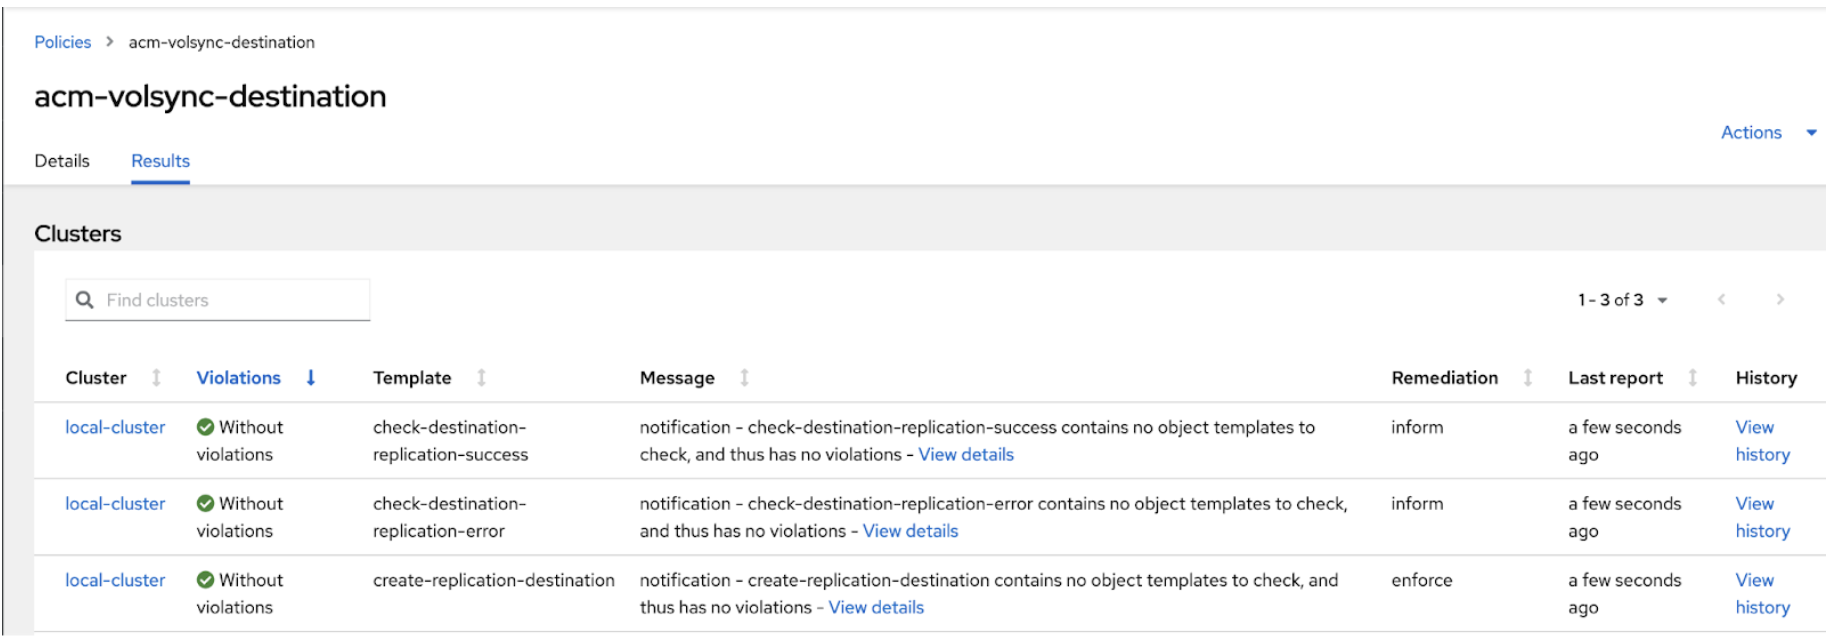 Policies > acm-volsync-destination
acm-volsync-destination
Actions
Details Results
Clusters
Find clusters
1 - 3 of 3
Cluster Violations Template Message Remediation Last report History
local-cluster Without check-destination- notification - check-destination-replication-success contains no object templates to inform a few seconds View
violations replication-success check, and thus has no violations - View details ago history
local-cluster Without check-destination- notification - check-destination-replication-error contains no object templates to check, inform a few seconds View
violations replication-error and thus has no violations - View details ago history
local-cluster Without create-replication-destination notification - create-replication-destination contains no object templates to check, and enforce a few seconds View
violations thus has no violations - View details ago history